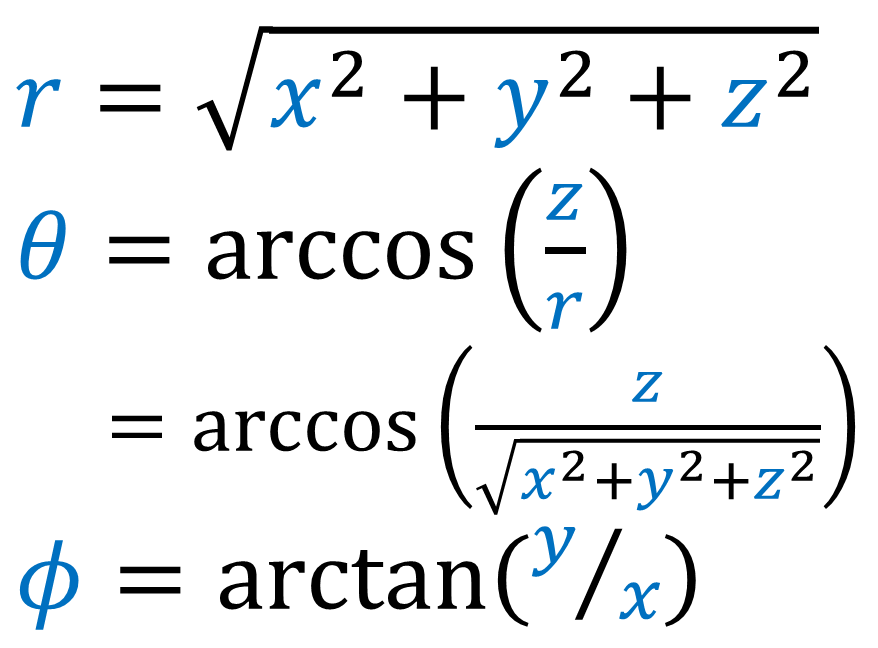 r = √(x² + y² + z²)
θ = arccos (z/r)
= arccos (z/√(x²+y²+z²))
ϕ = arctan(y/x)